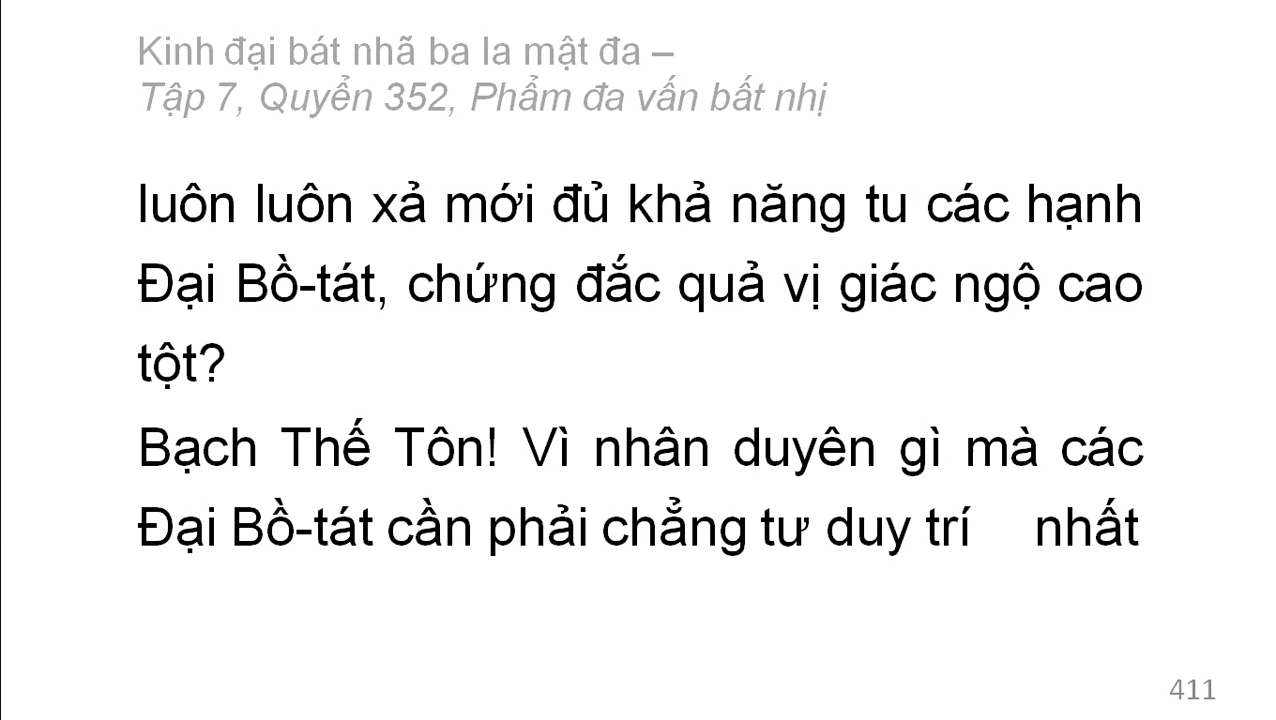 Kinh đại bát nhã ba la mật đa –
Tập 7, Quyển 352, Phẩm đa vấn bất nhị
luôn luôn xả mới đủ khả năng tu các hạnh
Đại Bồ-tát, chứng đắc quả vị giác ngộ cao
tột?
Bạch Thế Tôn! Vì nhân duyên gì mà các
Đại Bồ-tát cần phải chẳng tư duy trí nhất
411